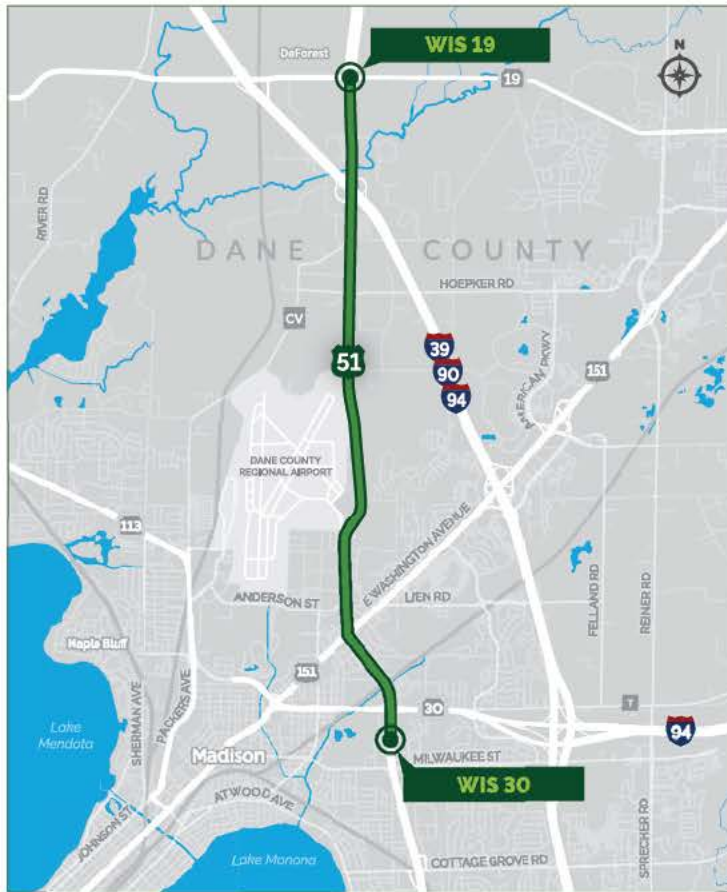 WIS 19
DeForest
N
19
RIVER RD
DANE COUNTY
HOEPKER RD
CV
51
39
90
94
AMERICAN PKWY
151
DANE COUNTY
REGIONAL AIRPORT
113
E WASHINGTON AVENUE
ANDERSON ST
LIEN RD
FELLAND RD
REINER RD
Maple Bluff
151
SHERMAN AVE
PACKERS AVE
30
T
94
Lake
Mendota
Madison
MILWAUKEE ST
WIS 30
ATWOOD AVE
JOHNSON ST
SPRECHER RD
Lake Monona
COTTAGE GROVE RD